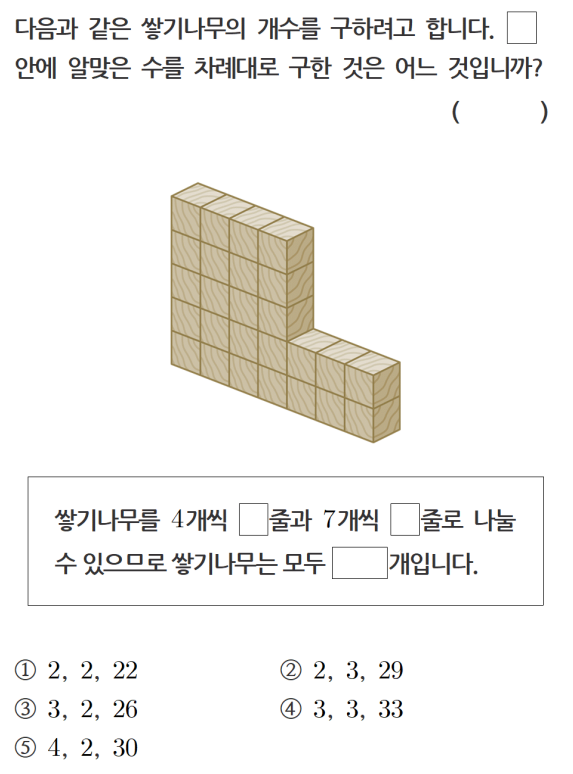 다음과 같은 쌓기나무의 개수를 구하려고 합니다. □
안에 알맞은 수를 차례대로 구한 것은 어느 것입니까?
( )
쌓기나무를 4개씩 □줄과 7개씩 □줄로 나눌
수 있으므로 쌓기나무는 모두 □개입니다.
① 2, 2, 22 ② 2, 3, 29
③ 3, 2, 26 ④ 3, 3, 33
⑤ 4, 2, 30